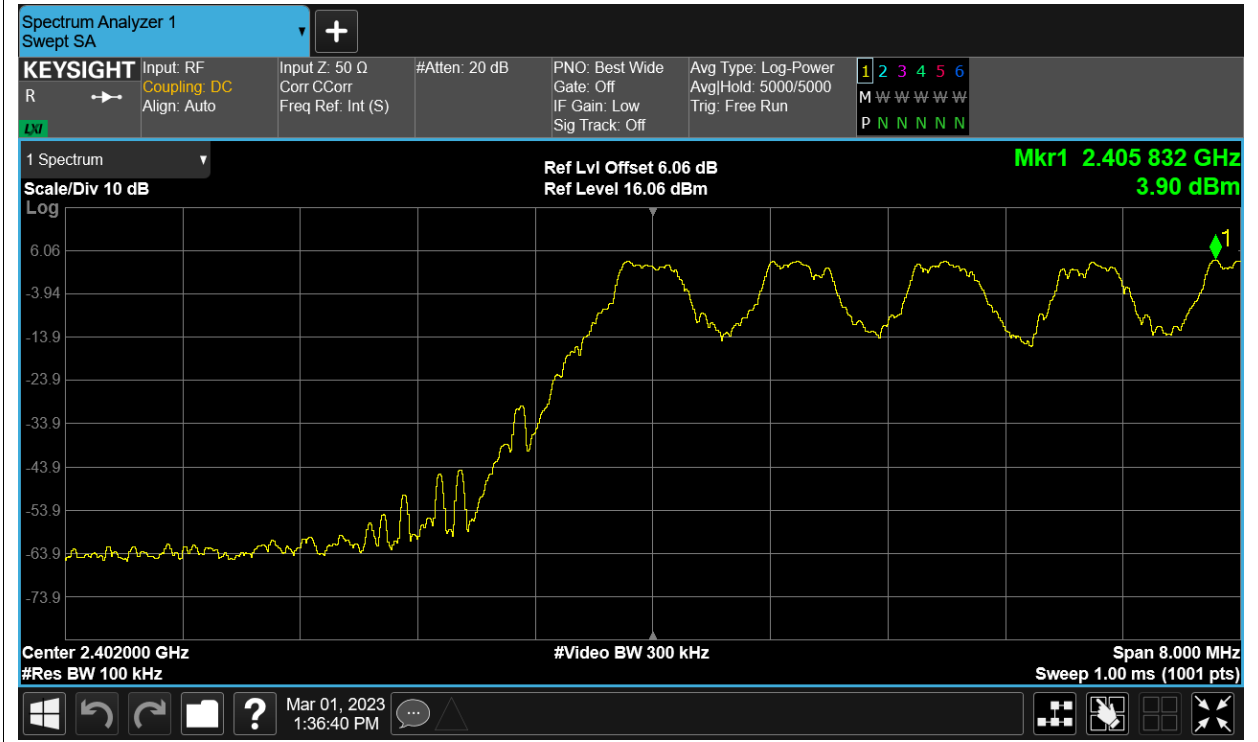 Spectrum Analyzer 1
Swept SA
+
KEYSIGHT
R
LXI
Input: RF
Coupling: DC
Align: Auto
Input Z: 50 Ω
Corr CCorr
Freq Ref: Int (S)
#Atten: 20 dB
PNO: Best Wide
Gate: Off
IF Gain: Low
Sig Track: Off
Avg Type: Log-Power
Avg|Hold: 5000/5000
Trig: Free Run
1 2 3 4 5 6
M W W W W W W
P N N N N N N
1 Spectrum
Scale/Div 10 dB
Log
Ref Lvl Offset 6.06 dB
Ref Level 16.06 dBm
Mkr1 2.405 832 GHz
3.90 dBm
1
6.06
-3.94
-13.9
-23.9
-33.9
-43.9
-53.9
-63.9
-73.9
Center 2.402000 GHz
#Video BW 300 kHz
Span 8.000 MHz
#Res BW 100 kHz
Sweep 1.00 ms (1001 pts)
?
Mar 01, 2023
1:36:40 PM